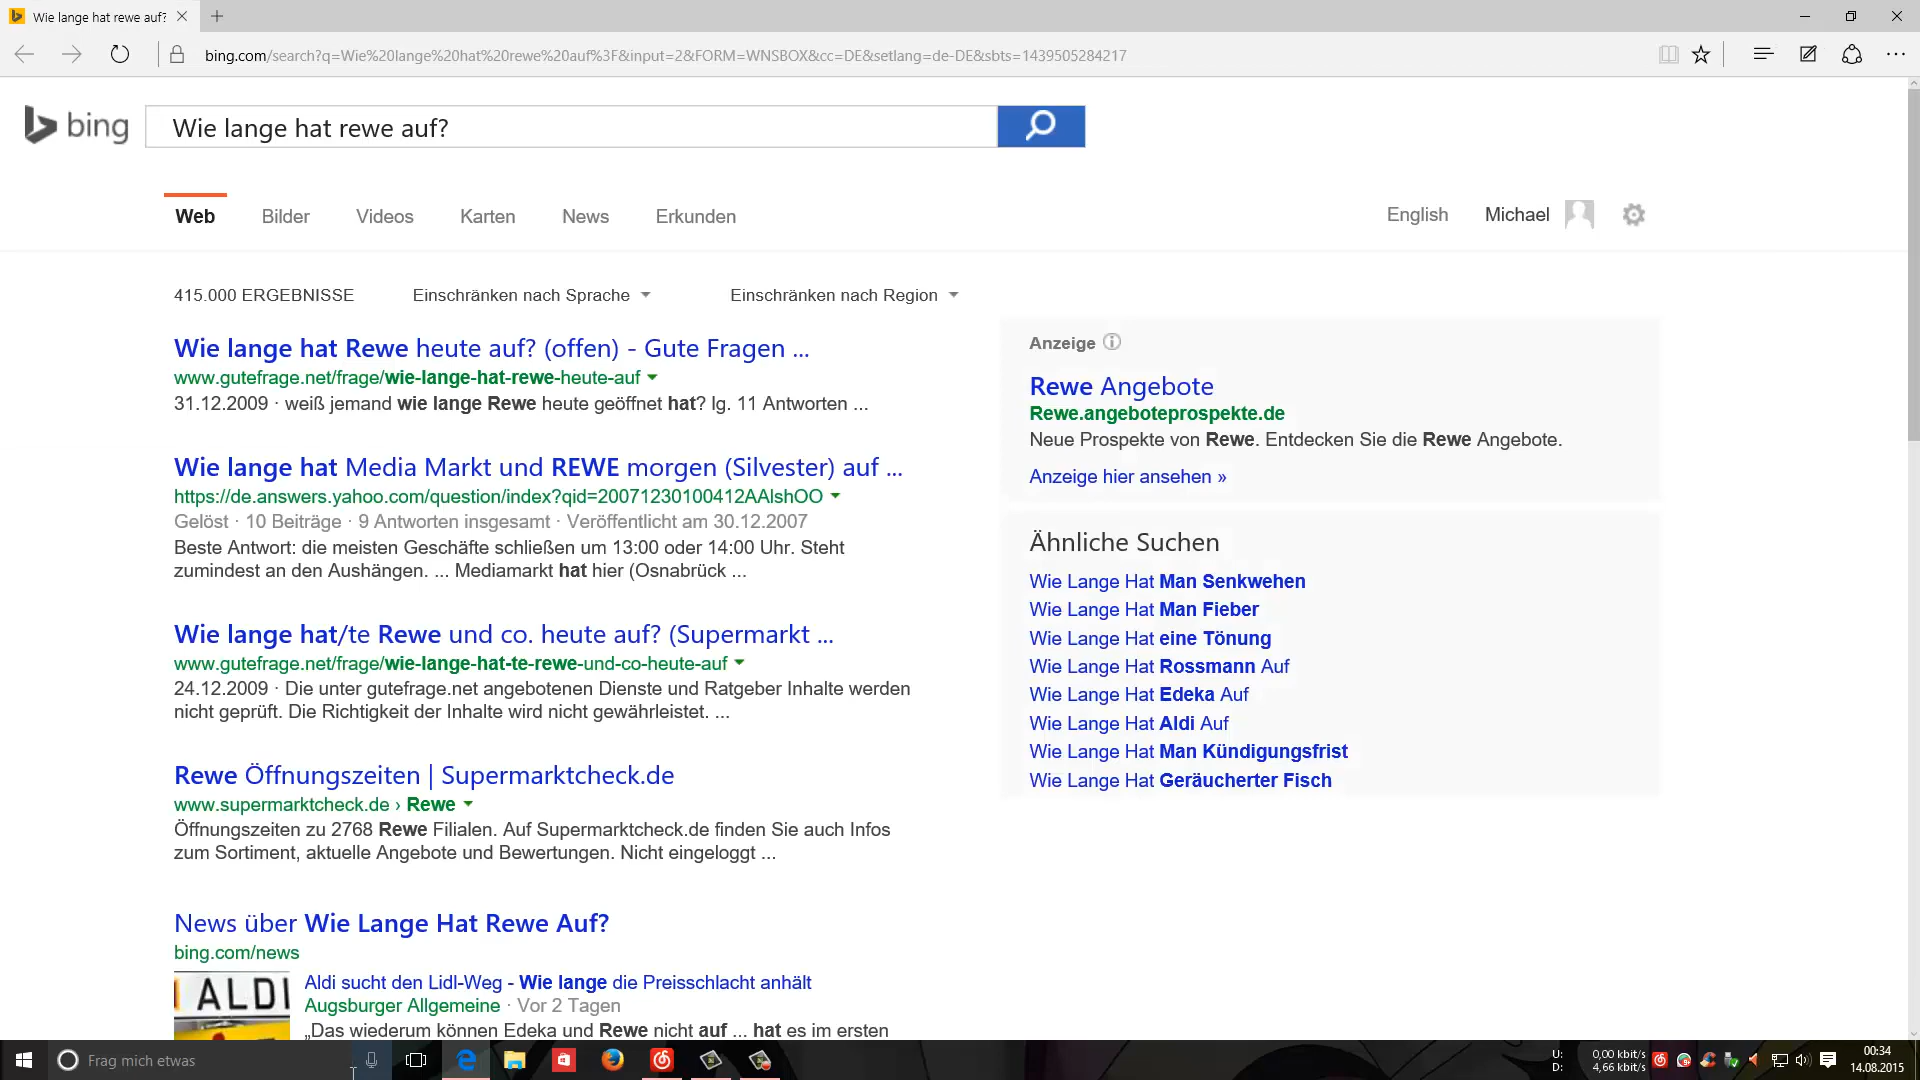 Wie lange hat rewe auf?
bing.com/search?q=Wie%20lange%20hat%20rewe%20auf%3F&input=2&FORM=WNSBOX&cc=DE&setlang=de-DE&sbts=1439505284217
bing
Wie lange hat rewe auf?
Web Bilder Videos Karten News Erkunden
English Michael
415.000 ERGEBNISSE Einschränken nach Sprache Einschränken nach Region
Wie lange hat Rewe heute auf? (offen) - Gute Fragen ...
www.gutefrage.net/frage/wie-lange-hat-rewe-heute-auf
31.12.2009 · weiß jemand wie lange Rewe heute geöffnet hat? lg. 11 Antworten ...
Wie lange hat Media Markt und REWE morgen (Silvester) auf ...
https://de.answers.yahoo.com/question/index?qid=20071230100412AAlshOO
Gelöst · 10 Beiträge · 9 Antworten insgesamt · Veröffentlicht am 30.12.2007
Beste Antwort: die meisten Geschäfte schließen um 13:00 oder 14:00 Uhr. Steht
zumindest an den Aushängen. ... Mediamarkt hat hier (Osnabrück ...
Wie lange hat/te Rewe und co. heute auf? (Supermarkt ...
www.gutefrage.net/frage/wie-lange-hat-te-rewe-und-co-heute-auf
24.12.2009 · Die unter gutefrage.net angebotenen Dienste und Ratgeber Inhalte werden
nicht geprüft. Die Richtigkeit der Inhalte wird nicht gewährleistet. ...
Rewe Öffnungszeiten | Supermarktcheck.de
www.supermarktcheck.de › Rewe
Öffnungszeiten zu 2768 Rewe Filialen. Auf Supermarktcheck.de finden Sie auch Infos
zum Sortiment, aktuelle Angebote und Bewertungen. Nicht eingeloggt ...
News über Wie Lange Hat Rewe Auf?
bing.com/news
ALDI
Aldi sucht den Lidl-Weg - Wie lange die Preisschlacht anhält
Augsburger Allgemeine · Vor 2 Tagen
„Das wiederum können Edeka und Rewe nicht auf ... hat es im ersten
Anzeige
Rewe Angebote
Rewe.angeboteprospekte.de
Neue Prospekte von Rewe. Entdecken Sie die Rewe Angebote.
Anzeige hier ansehen »
Ähnliche Suchen
Wie Lange Hat Man Senkwehen
Wie Lange Hat Man Fieber
Wie Lange Hat eine Tönung
Wie Lange Hat Rossmann Auf
Wie Lange Hat Edeka Auf
Wie Lange Hat Aldi Auf
Wie Lange Hat Man Kündigungsfrist
Wie Lange Hat Geräucherter Fisch
Frag mich etwas
U: 0,00 kbit/s
D: 4,66 kbit/s
00:34
14.08.2015